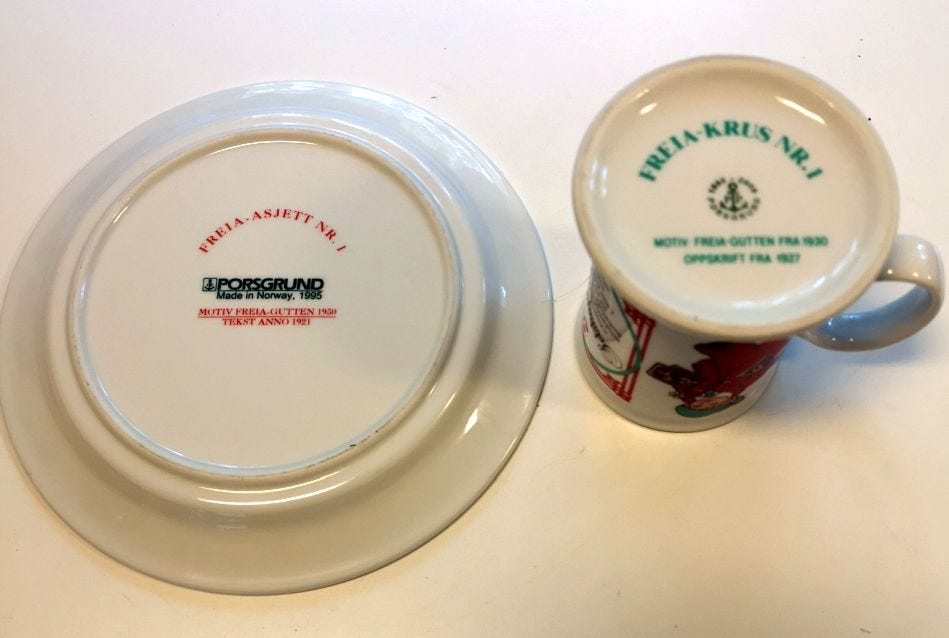 FREIA-ASJETT NR. 1
PORSGRUND
Made in Norway, 1995
MOTIV FREIA-GUTTEN 1950
TEKST ANNO 1921
FREIA-KRUS NR. 1
PORSGRUND
MOTIV FREIA-GUTTEN FRA 1930
OPPSKRIFT FRA 1927